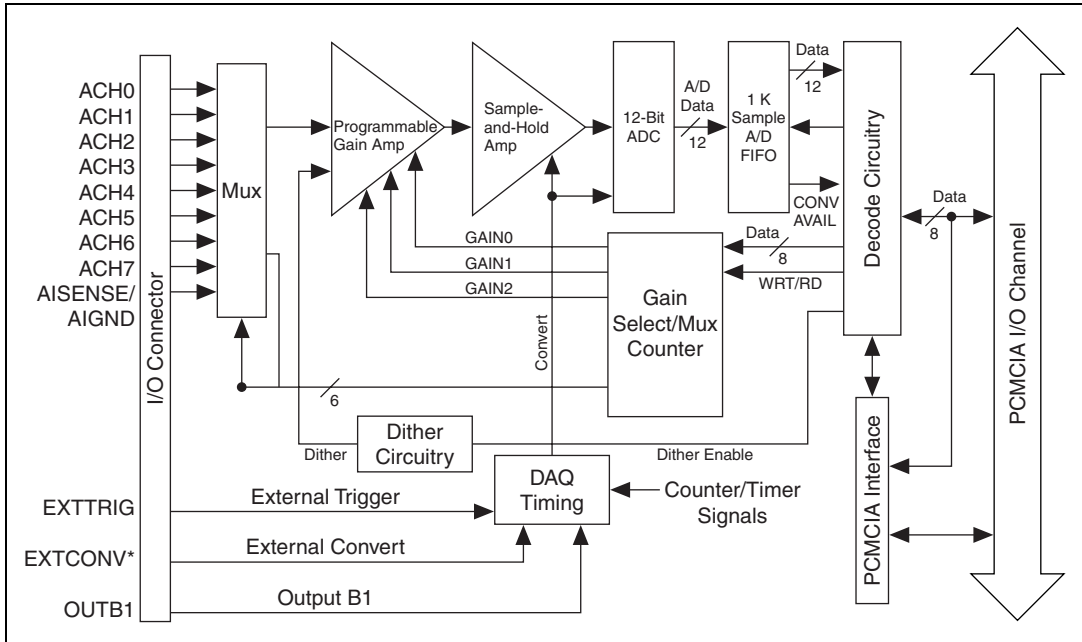 ACH0
ACH1
ACH2
ACH3
ACH4
ACH5
ACH6
ACH7
AISENSE/
AIGND
EXTTRIG
EXTCONV*
OUTB1
I/O Connector
Mux
Programmable
Gain Amp
Sample-
and-Hold
Amp
12-Bit
ADC
A/D
Data
12
1 K
Sample
A/D
FIFO
Data
12
CONV
AVAIL
Decode Circuitry
Data
8
PCMCIA I/O Channel
GAIN0
GAIN1
GAIN2
Data
8
WRT/RD
Gain
Select/Mux
Counter
Convert
6
Dither
Dither
Circuitry
Dither Enable
DAQ
Timing
Counter/Timer
Signals
External Trigger
External Convert
Output B1
PCMCIA Interface